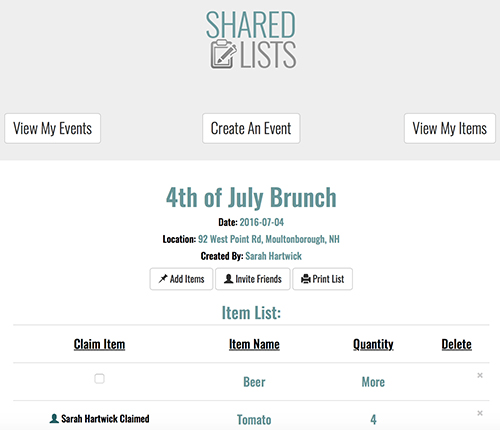 SHARED
LISTS
View My Events
Create An Event
View My Items
4th of July Brunch
Date: 2016-07-04
Location: 92 West Point Rd, Moultonborough, NH
Created By: Sarah Hartwick
Add Items
Invite Friends
Print List
Item List:
Claim Item Item Name Quantity Delete
Beer More ×
Sarah Hartwick Claimed Tomato 4 ×